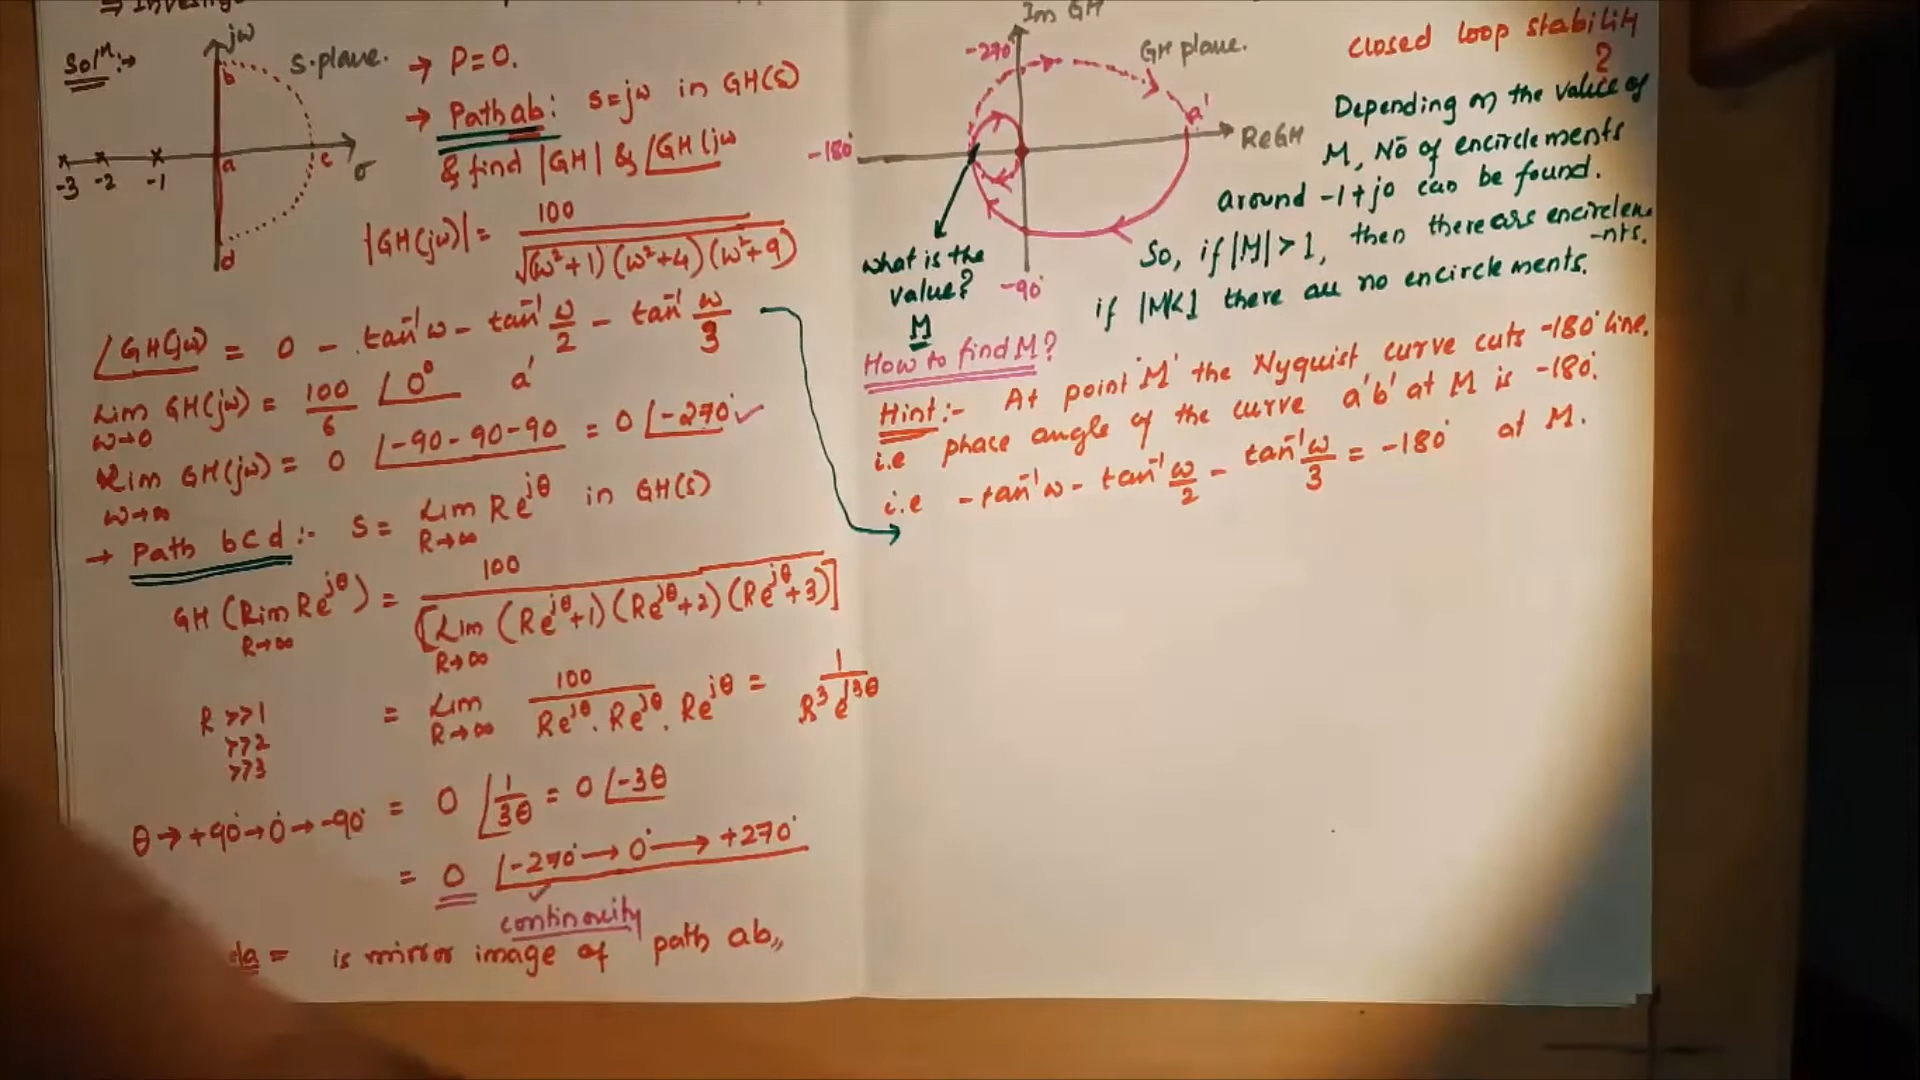 ⇒ Investig
Solⁿ :→
jω
S-plane.
b
a
c
σ
d
-3 -2 -1
→ P=0.
→ Path ab: s=jω in GH(s)
& find |GH| & ∠GH(jω
|GH(jω)| = 100 / √(ω²+1)(ω²+4)(ω²+9)
∠GH(jω) = 0 - tan⁻¹ω - tan⁻¹ ω/2 - tan⁻¹ ω/3
Lim ω→0 GH(jω) = 100/6 ∠0° a'
Lim ω→∞ GH(jω) = 0 ∠-90-90-90 = 0 ∠-270° ✓
→ Path bcd :- S = Lim R→∞ Re^jθ in GH(s)
GH (Lim R→∞ Re^jθ) = 100 / [Lim R→∞ (Re^jθ+1)(Re^jθ+2)(Re^jθ+3)]
R >>1
>>2
>>3
= Lim R→∞ 100 / Re^jθ . Re^jθ . Re^jθ = 1 / R³ e^j3θ
θ→+90°→0°→-90° = 0 ∠1/3θ = 0 ∠-3θ
= 0 ∠-270°→0°→+270°
✓
continuity
da = is mirror image of path ab,,
Im GH
-270°
GH plane.
a'
-180°
Re GH
-90°
what is the
value?
M
Closed loop stability
?
Depending on the value of
M, No of encirclements
around -1+j0 can be found.
So, if |M|>1, then there are encirclem
-nts.
if |M|<1 there are no encirclements.
How to find M?
Hint:- At point 'M' the Nyquist curve cuts -180° line.
i.e phace angle of the curve a'b' at M is -180°.
i.e -tan⁻¹ω - tan⁻¹ ω/2 - tan⁻¹ ω/3 = -180° at M.